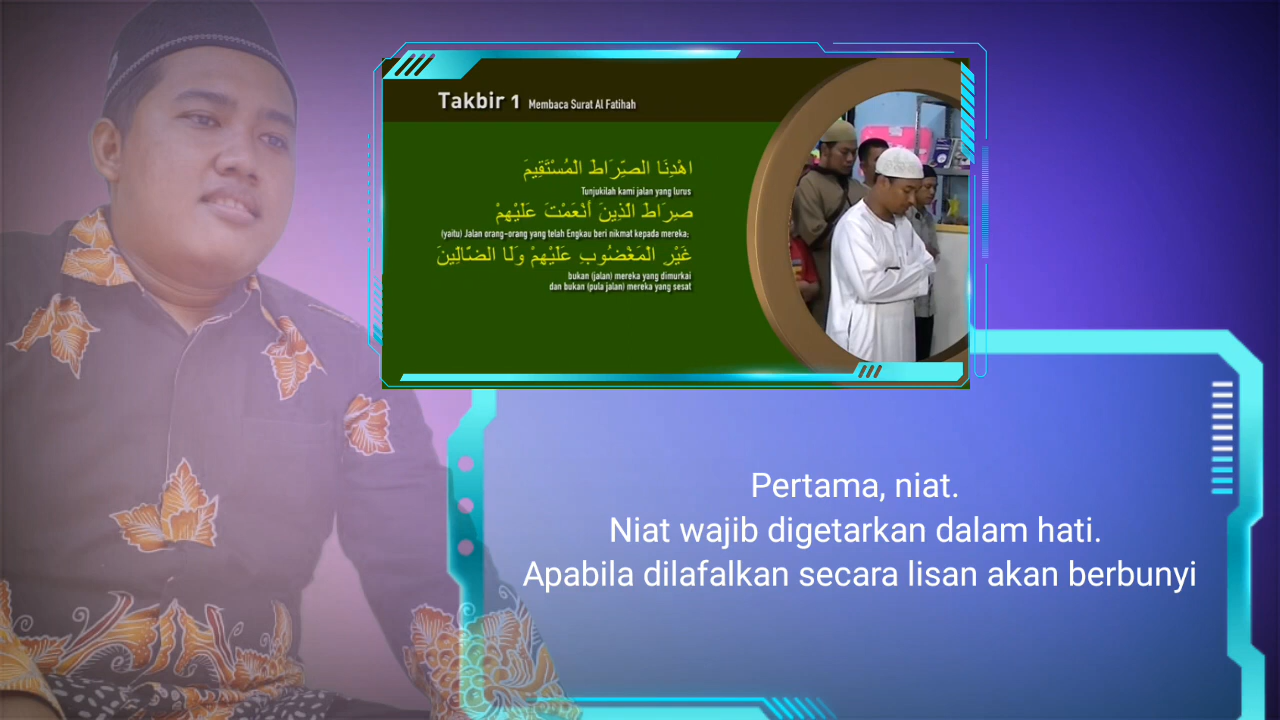 Takbir 1 Membaca Surat Al Fatihah
اهْدِنَا الصِّرَاطَ الْمُسْتَقِيمَ
Tunjukilah kami jalan yang lurus
صِرَاطَ الَّذِينَ أَنْعَمْتَ عَلَيْهِمْ
(yaitu) Jalan orang-orang yang telah Engkau beri nikmat kepada mereka;
غَيْرِ الْمَغْضُوبِ عَلَيْهِمْ وَلَا الضَّالِّينَ
bukan (jalan) mereka yang dimurkai
dan bukan (pula jalan) mereka yang sesat
Pertama, niat.
Niat wajib digetarkan dalam hati.
Apabila dilafalkan secara lisan akan berbunyi